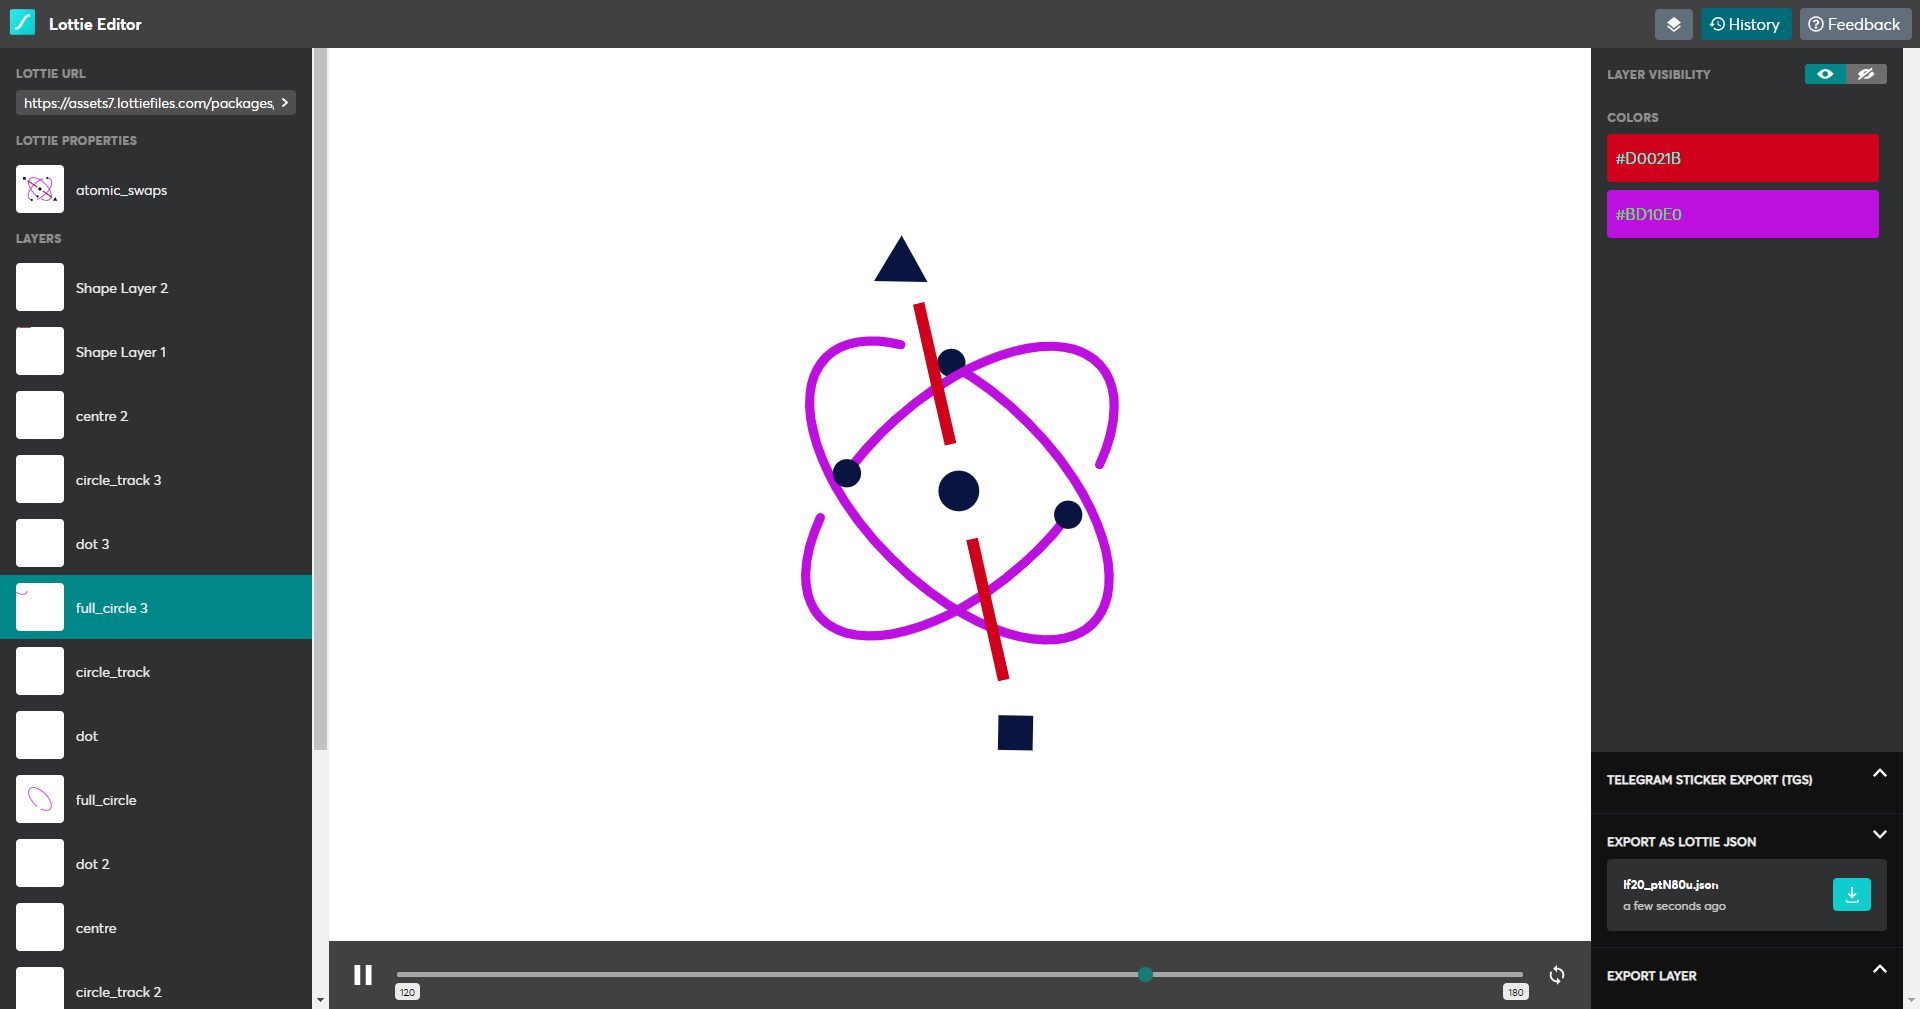 Lottie Editor
History
Feedback
LOTTIE URL
https://assets7.lottiefiles.com/packages,
LOTTIE PROPERTIES
atomic_swaps
LAYERS
Shape Layer 2
Shape Layer 1
centre 2
circle_track 3
dot 3
full_circle 3
circle_track
dot
full_circle
dot 2
centre
circle_track 2
120
180
LAYER VISIBILITY
COLORS
#D0021B
#BD10E0
TELEGRAM STICKER EXPORT (TGS)
EXPORT AS LOTTIE JSON
lf20_ptN80u.json
a few seconds ago
EXPORT LAYER